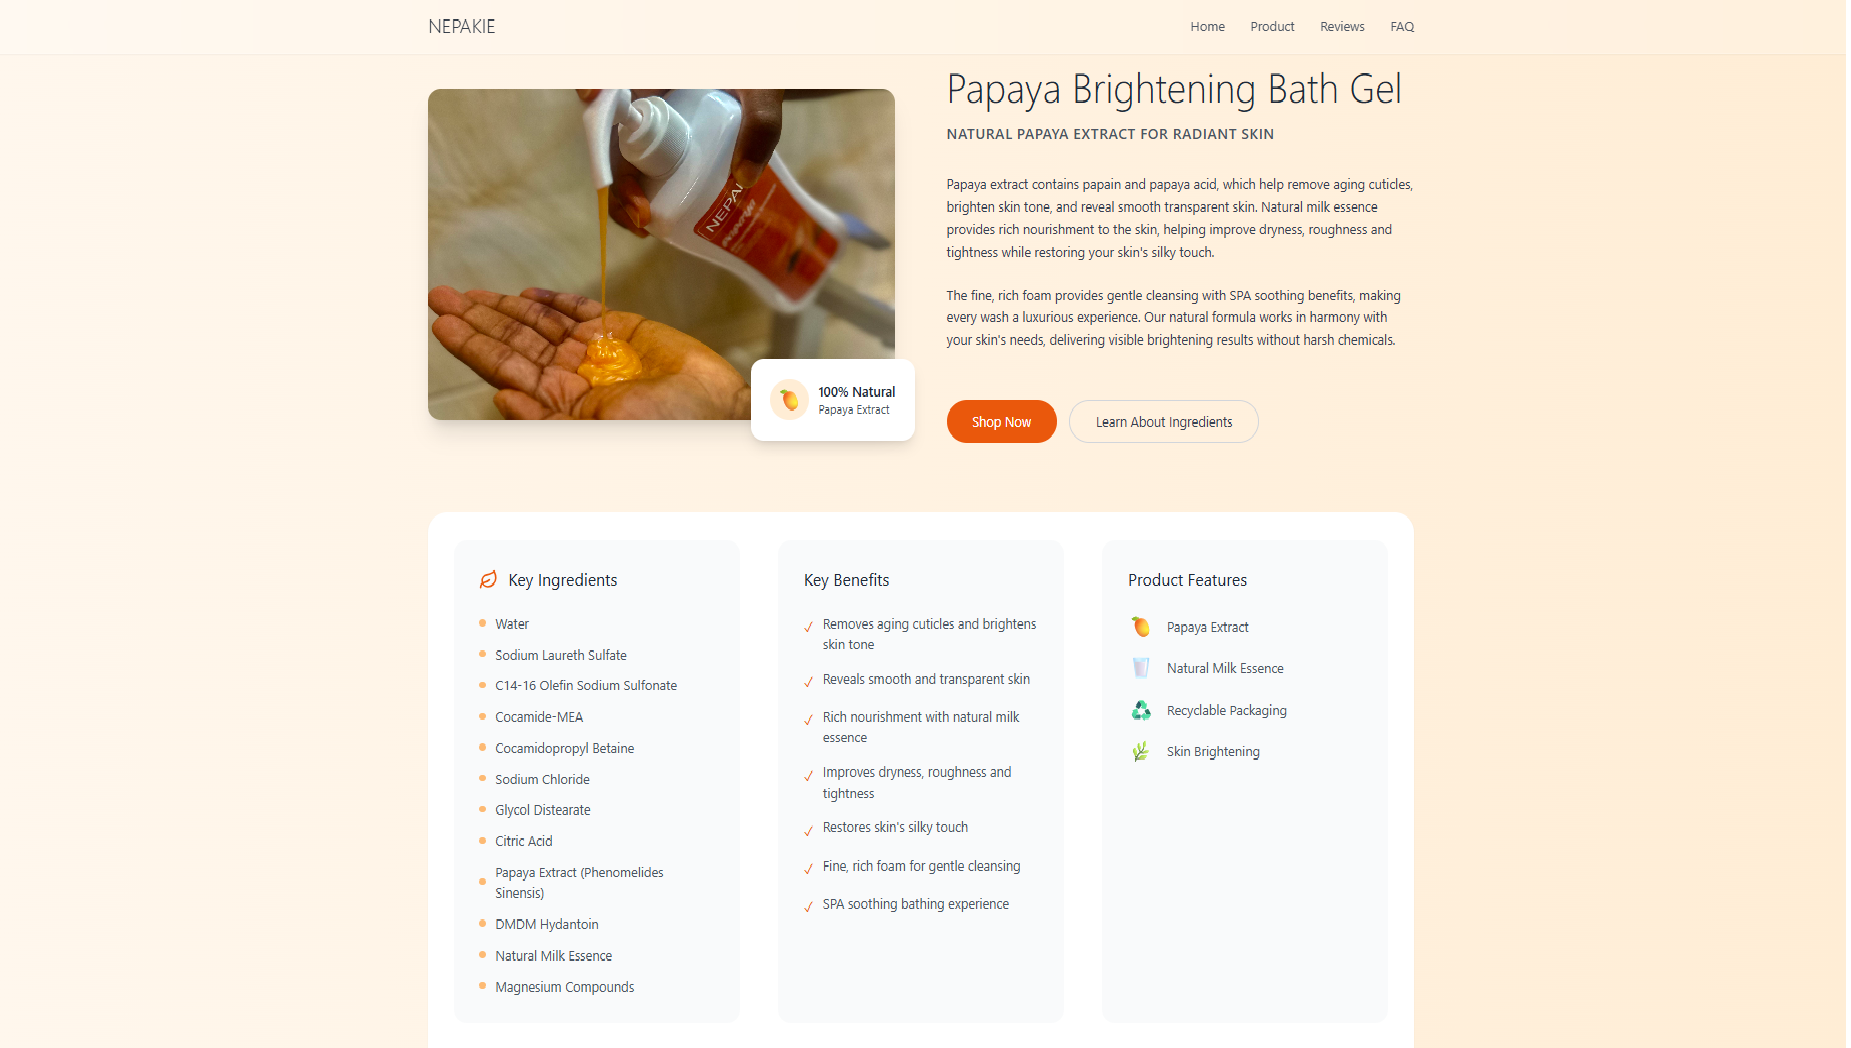 NEPAKIE
Home
Product
Reviews
FAQ
NEPAI
Papaya Brightening Bath Gel
NATURAL PAPAYA EXTRACT FOR RADIANT SKIN
Papaya extract contains papain and papaya acid, which help remove aging cuticles,
brighten skin tone, and reveal smooth transparent skin. Natural milk essence
provides rich nourishment to the skin, helping improve dryness, roughness and
tightness while restoring your skin's silky touch.
The fine, rich foam provides gentle cleansing with SPA soothing benefits, making
every wash a luxurious experience. Our natural formula works in harmony with
your skin's needs, delivering visible brightening results without harsh chemicals.
100% Natural
Papaya Extract
Shop Now
Learn About Ingredients
Key Ingredients
Water
Sodium Laureth Sulfate
C14-16 Olefin Sodium Sulfonate
Cocamide-MEA
Cocamidopropyl Betaine
Sodium Chloride
Glycol Distearate
Citric Acid
Papaya Extract (Phenomelides
Sinensis)
DMDM Hydantoin
Natural Milk Essence
Magnesium Compounds
Key Benefits
Removes aging cuticles and brightens
skin tone
Reveals smooth and transparent skin
Rich nourishment with natural milk
essence
Improves dryness, roughness and
tightness
Restores skin's silky touch
Fine, rich foam for gentle cleansing
SPA soothing bathing experience
Product Features
Papaya Extract
Natural Milk Essence
Recyclable Packaging
Skin Brightening